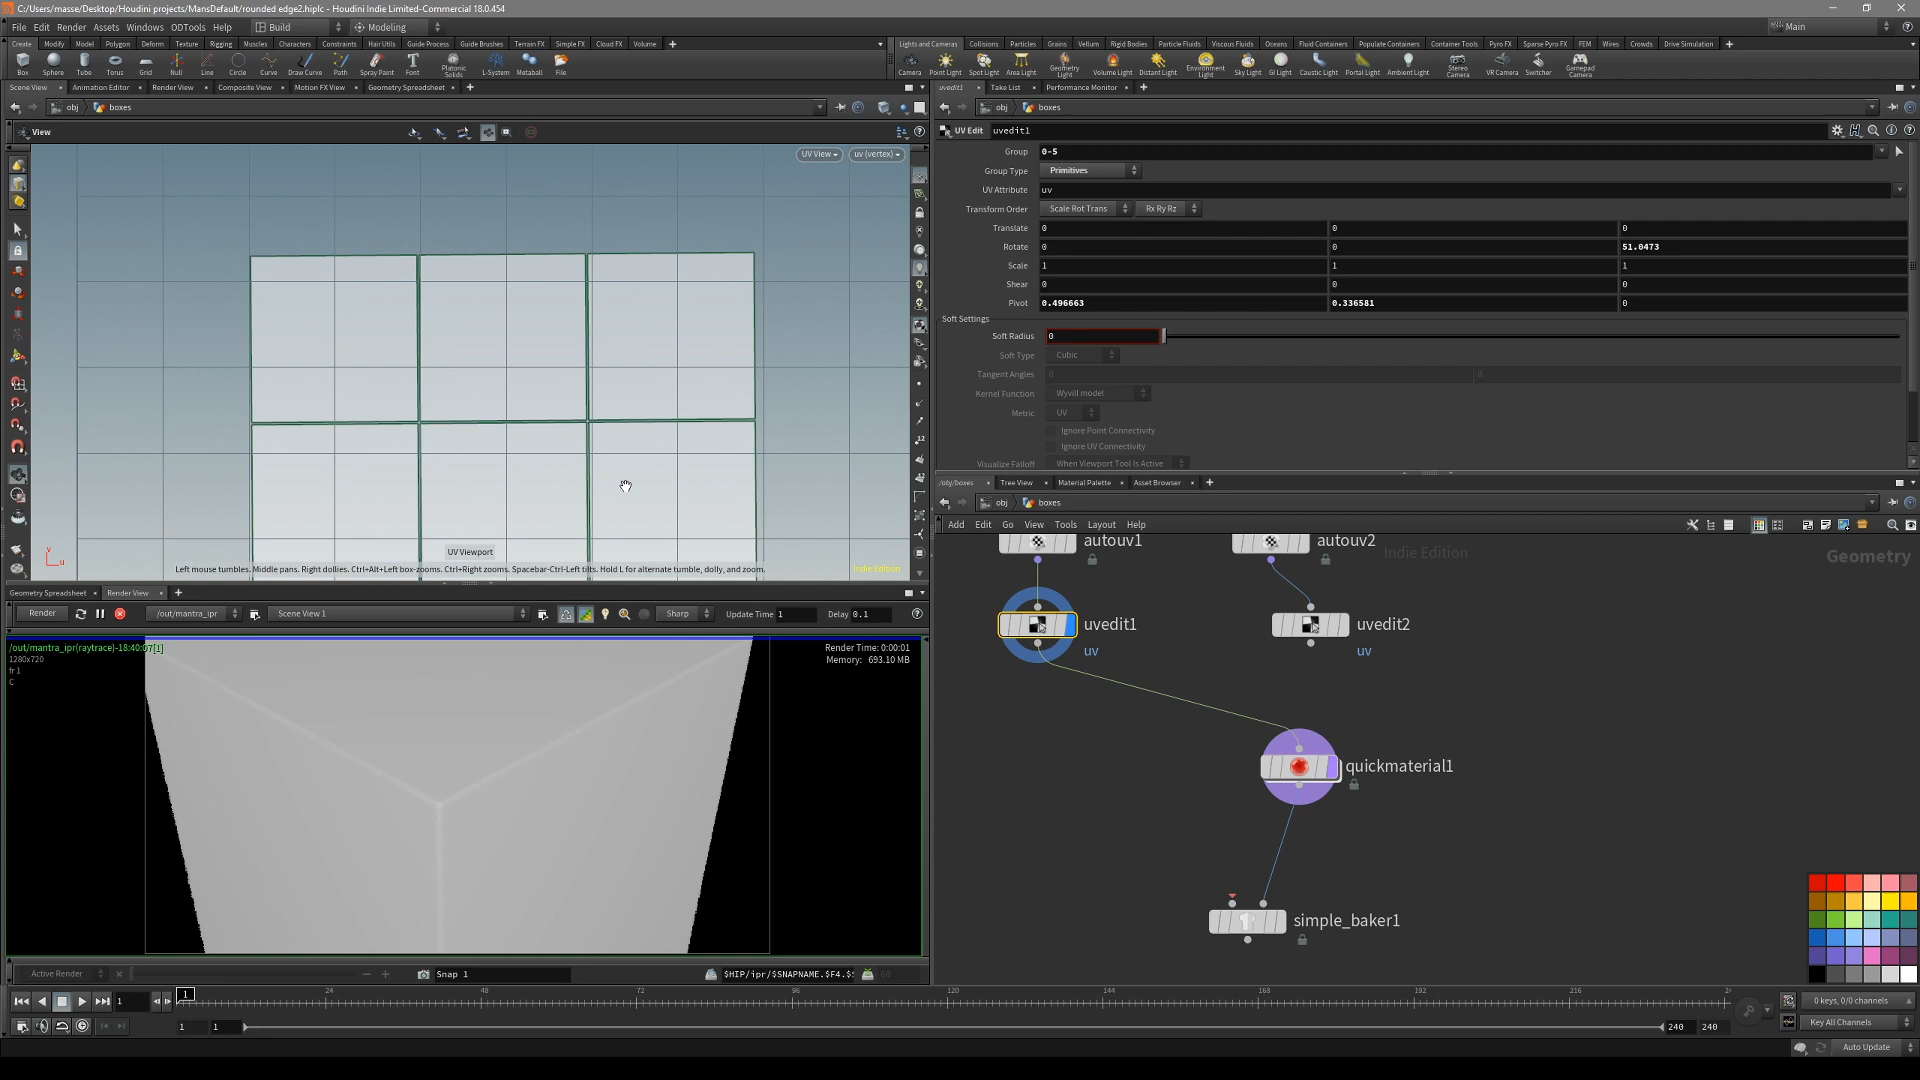 C:/Users/masse/Desktop/Houdini projects/MansDefault/rounded edge2.hiplc - Houdini Indie Limited-Commercial 18.0.454
File Edit Render Assets Windows ODTools Help Build Modeling Main
Create Modify Model Polygon Deform Texture Rigging Muscles Characters Constraints Hair Utils Guide Process Guide Brushes Terrain FX Simple FX Cloud FX Volume
Lights and Cameras Collisions Particles Grains Vellum Rigid Bodies Particle Fluids Viscous Fluids Oceans Fluid Containers Populate Containers Container Tools Pyro FX Sparse Pyro FX FEM Wires Crowds Drive Simulation
Box Sphere Tube Torus Grid Null Line Circle Curve Draw Curve Path Spray Paint Font Platonic Solids L-System Metaball File
Camera Point Light Spot Light Area Light Geometry Light Volume Light Distant Light Environment Light Sky Light GI Light Caustic Light Portal Light Ambient Light Stereo Camera VR Camera Switcher Gamepad Camera
Scene View Animation Editor Render View Composite View Motion FX View Geometry Spreadsheet
uvedit1 Take List Performance Monitor
obj boxes
obj boxes
View
UV Edit uvedit1
UV View uv (vertex)
Group 0-5
Group Type Primitives
UV Attribute uv
Transform Order Scale Rot Trans Rx Ry Rz
Translate 0 0 0
Rotate 0 0 51.0473
Scale 1 1 1
Shear 0 0 0
Pivot 0.496663 0.336581 0
Soft Settings
Soft Radius 0
Soft Type Cubic
Tangent Angles 0 0
Kernel Function Wyvill model
Metric UV
Ignore Point Connectivity
Ignore UV Connectivity
Visualize Falloff When Viewport Tool Is Active
UV Viewport
Left mouse tumbles. Middle pans. Right dollies. Ctrl+Alt+Left box-zooms. Ctrl+Right zooms. Spacebar-Ctrl-Left tilts. Hold L for alternate tumble, dolly, and zoom.
Indie Edition
v
u
/obj/boxes Tree View Material Palette Asset Browser
obj boxes
Add Edit Go View Tools Layout Help
Indie Edition
Geometry
autouv1
autouv2
uvedit1
uv
uvedit2
uv
quickmaterial1
simple_baker1
Geometry Spreadsheet Render View
Render /out/mantra_ipr Scene View 1 Sharp Update Time 1 Delay 0.1
/out/mantra_ipr(raytrace)-18:40:07[1]
1280x720
fr 1
C
Render Time: 0:00:01
Memory: 693.10 MB
Active Render Snap 1 $HIP/ipr/$SNAPNAME.$F4.$
1 1 24 48 72 96 120 144 168 192 216
1 1 240 240
0 keys, 0/0 channels
Key All Channels
Auto Update